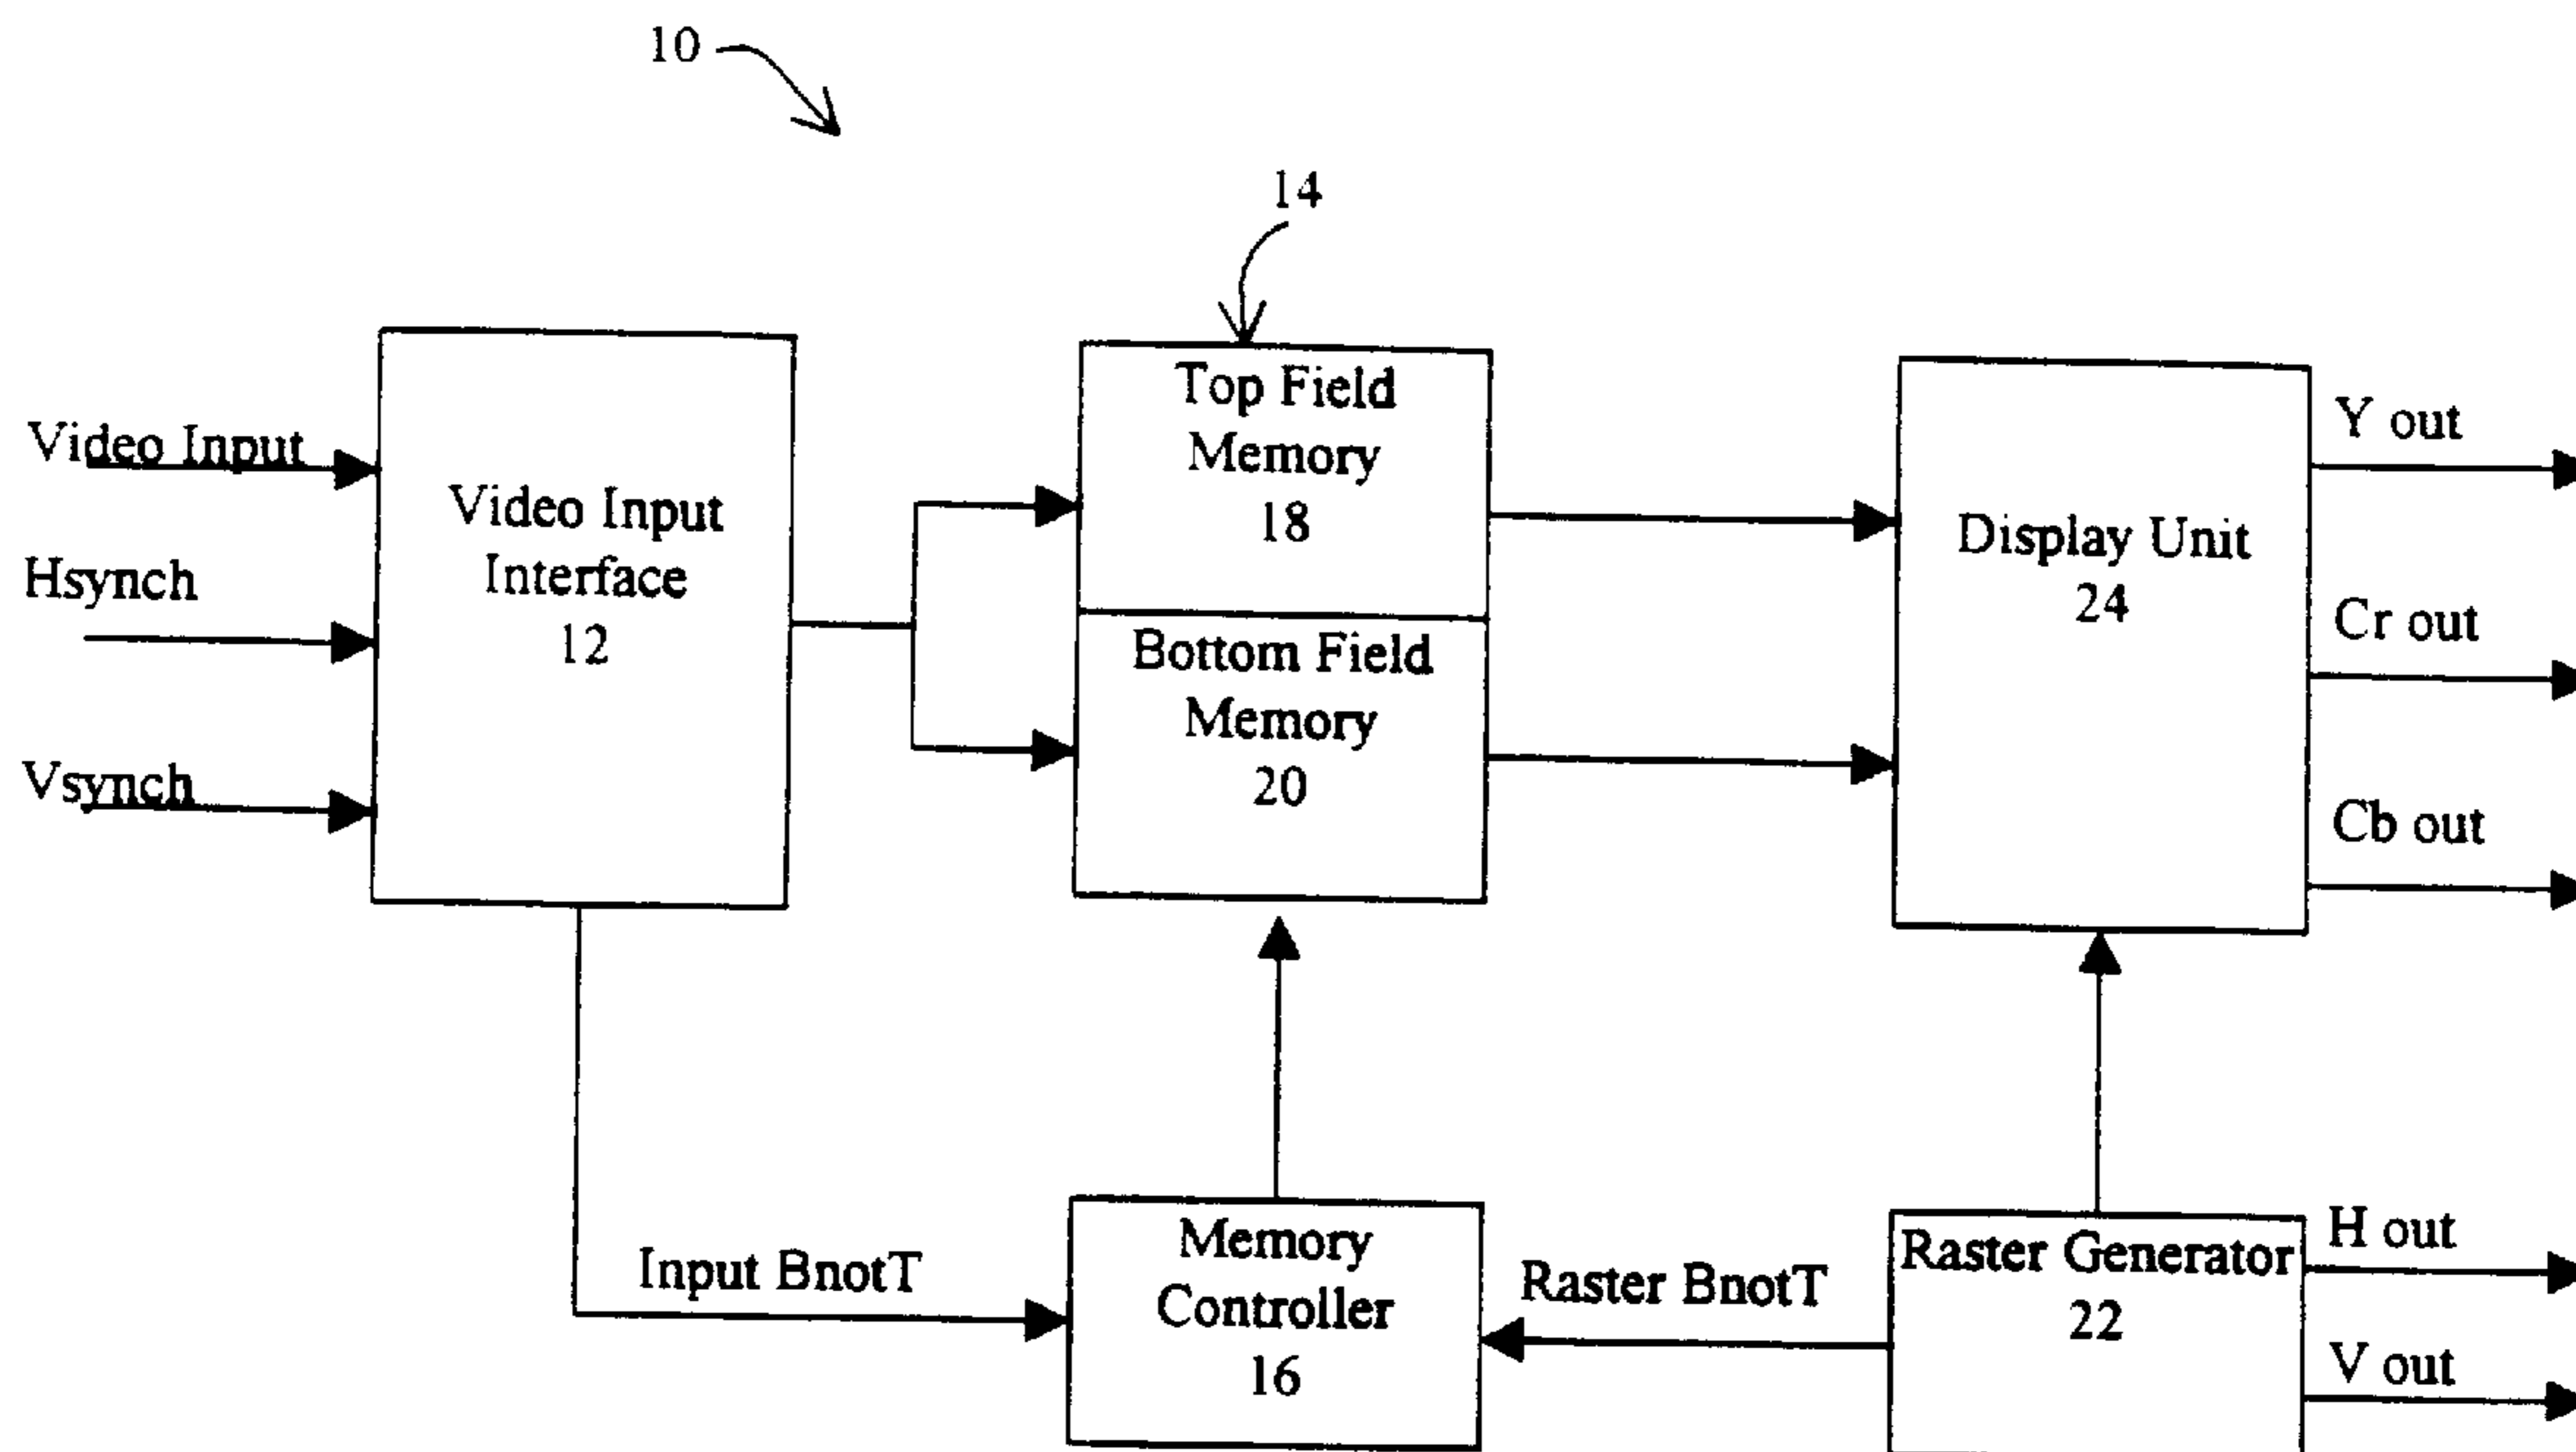 10
14
Video Input
Hsynch
Vsynch
Video Input
Interface
12
Top Field
Memory
18
Bottom Field
Memory
20
Display Unit
24
Y out
Cr out
Cb out
Input BnotT
Memory
Controller
16
Raster BnotT
Raster Generator
22
H out
V out